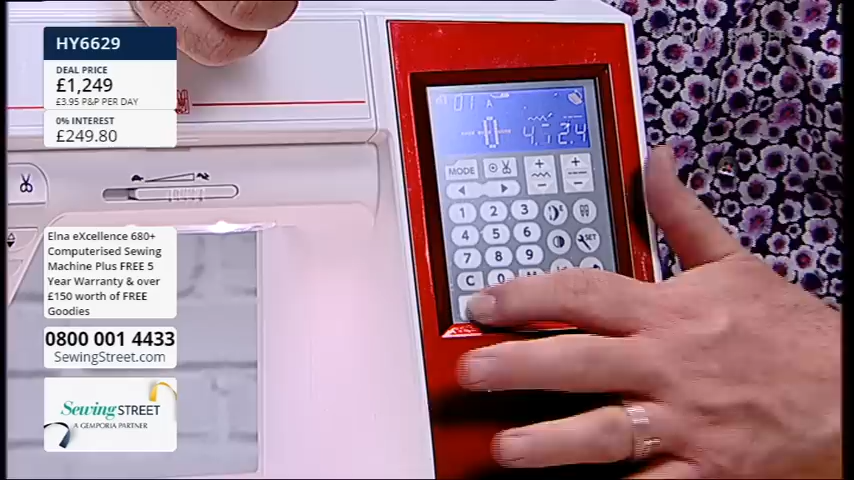 HY6629
DEAL PRICE
£1,249
£3.95 P&P PER DAY
0% INTEREST
£249.80
Elna eXcellence 680+
Computerised Sewing
Machine Plus FREE 5
Year Warranty & over
£150 worth of FREE
Goodies
0800 001 4433
SewingStreet.com
Sewing STREET
A GEMPORIA PARTNER
01 A
4. 2.4
MODE
1 2 3
4 5 6
SET
7 8 9
C 0